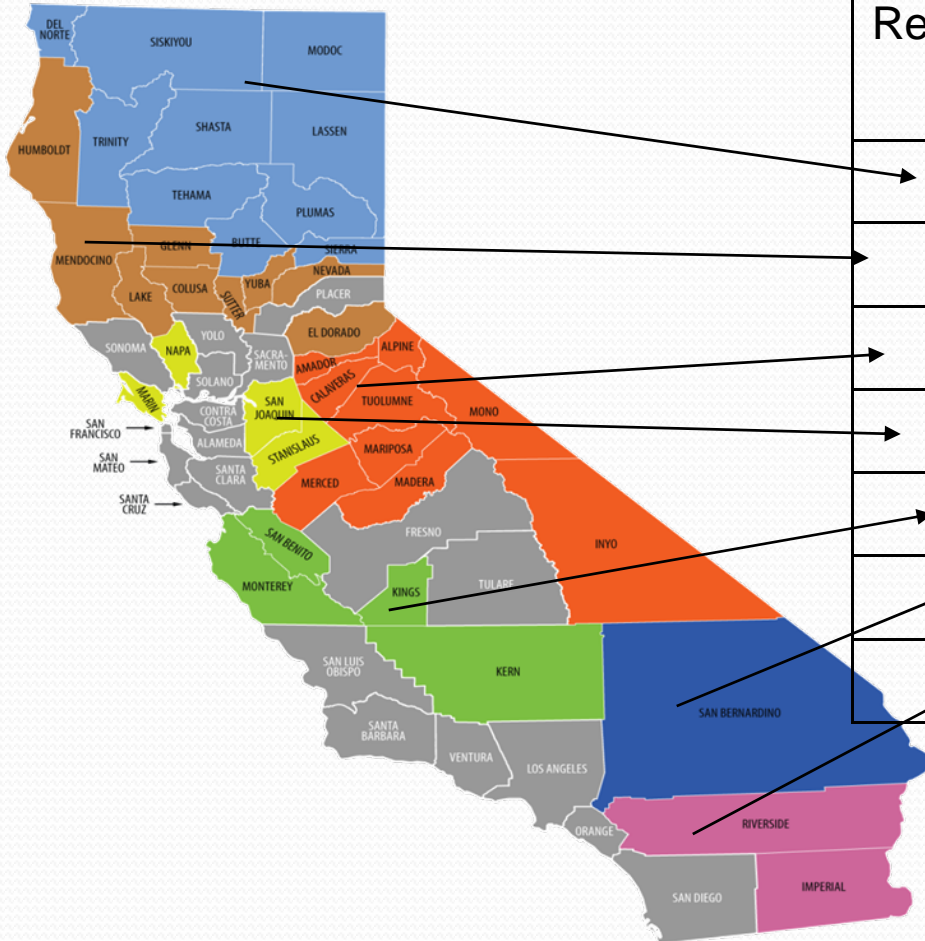 Re
DEL
NORTE
SISKIYOU
MODOC
HUMBOLDT
TRINITY
SHASTA
LASSEN
TEHAMA
PLUMAS
MENDOCINO
GLENN
BUTTE
SIERRA
LAKE
COLUSA
SUTTER
YUBA
NEVADA
PLACER
SONOMA
NAPA
YOLO
SACRA-
MENTO
EL DORADO
ALPINE
AMADOR
CALAVERAS
SOLANO
MARIN
CONTRA
COSTA
SAN
JOAQUIN
TUOLUMNE
MONO
SAN
FRANCISCO
ALAMEDA
STANISLAUS
MARIPOSA
SAN
MATEO
SANTA
CLARA
MERCED
MADERA
SANTA
CRUZ
SAN BENITO
FRESNO
INYO
MONTEREY
KINGS
TULARE
SAN LUIS
OBISPO
KERN
SAN BERNARDINO
SANTA
BARBARA
VENTURA
LOS ANGELES
ORANGE
RIVERSIDE
SAN DIEGO
IMPERIAL